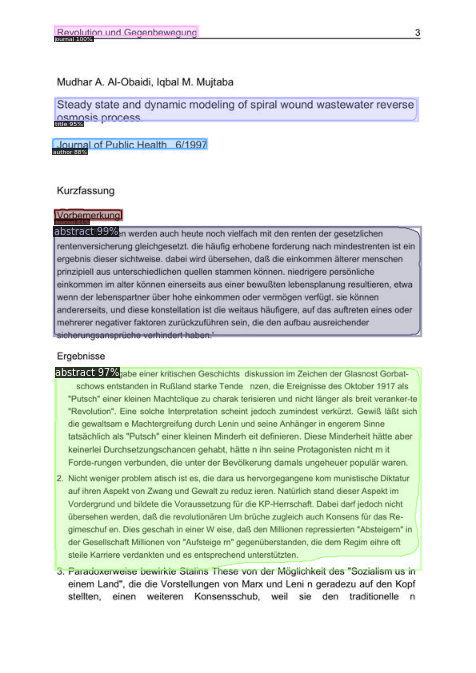 Revolution und Gegenbewegung 3
journal 100%
Mudhar A. Al-Obaidi, Iqbal M. Mujtaba
Steady state and dynamic modeling of spiral wound wastewater reverse
osmosis process
title 95%
Journal of Public Health 6/1997
author 88%
Kurzfassung
Vorbemerkung
abstract 99% en werden auch heute noch vielfach mit den renten der gesetzlichen
rentenversicherung gleichgesetzt. die häufig erhobene forderung nach mindestrenten ist ein
ergebnis dieser sichtweise. dabei wird übersehen, daß die einkommen älterer menschen
prinzipiell aus unterschiedlichen quellen stammen können. niedrigere persönliche
einkommen im alter können einerseits aus einer bewußten lebensplanung resultieren, etwa
wenn der lebenspartner über hohe einkommen oder vermögen verfügt. sie können
andererseits, und diese konstellation ist die weitaus häufigere, auf das auftreten eines oder
mehrerer negativer faktoren zurückzuführen sein, die den aufbau ausreichender
sicherungsansprüche verhindert haben.'
Ergebnisse
abstract 97% gabe einer kritischen Geschichts diskussion im Zeichen der Glasnost Gorbat-
schows entstanden in Rußland starke Tende nzen, die Ereignisse des Oktober 1917 als
"Putsch" einer kleinen Machtclique zu charak terisieren und nicht länger als breit veranker-te
"Revolution". Eine solche Interpretation scheint jedoch zumindest verkürzt. Gewiß läßt sich
die gewaltsam e Machtergreifung durch Lenin und seine Anhänger in engerem Sinne
tatsächlich als "Putsch" einer kleinen Minderh eit definieren. Diese Minderheit hätte aber
keinerlei Durchsetzungschancen gehabt, hätte n ihn seine Protagonisten nicht m it
Forde-rungen verbunden, die unter der Bevölkerung damals ungeheuer populär waren.
2. Nicht weniger problem atisch ist es, die dara us hervorgegangene kom munistische Diktatur
auf ihren Aspekt von Zwang und Gewalt zu reduz ieren. Natürlich stand dieser Aspekt im
Vordergrund und bildete die Voraussetzung für die KP-Herrschaft. Dabei darf jedoch nicht
übersehen werden, daß die revolutionären Um brüche zugleich auch Konsens für das Re-
gimeschuf en. Dies geschah in einer W eise, daß den Millionen repressierten "Absteigern" in
der Gesellschaft Millionen von "Aufsteige rn" gegenüberstanden, die dem Regim eihre oft
steile Karriere verdankten und es entsprechend unterstützten.
3. Paradoxerweise bewirkte Stalins These von der Möglichkeit des "Sozialism us in
einem Land", die die Vorstellungen von Marx und Leni n geradezu auf den Kopf
stellten, einen weiteren Konsensschub, weil sie den traditionelle n